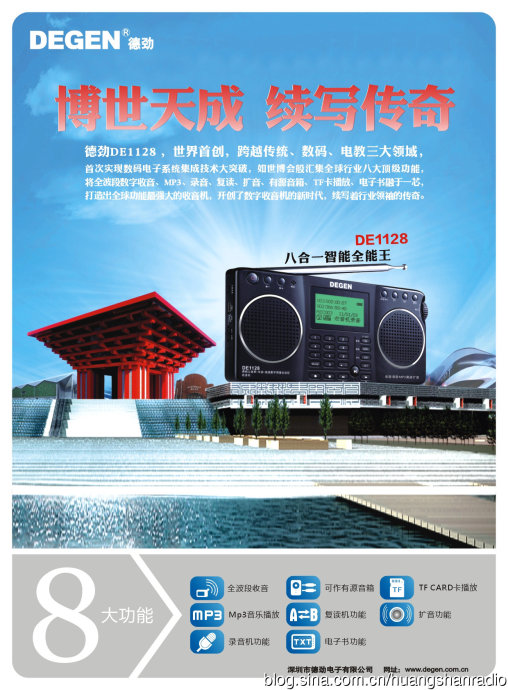 DEGEN® 德劲
博世天成 续写传奇
德劲DE1128，世界首创，跨越传统、数码、电教三大领域，
首次实现数码电子系统集成技术大突破，如世博会般汇集全球行业八大顶级功能，
将全波段数字收音、MP3、录音、复读、扩音、有源音箱、TF卡播放、电子书融于一芯，
打造出全球功能最强大的收音机，开创了数字收音机的新时代，续写着行业领袖的传奇。
DE1128
八合一智能全能王
DEGEN
DE1128
8大功能
全波段收音
可作有源音箱
TF
TF CARD卡播放
MP3
Mp3音乐播放
A B
复读机功能
扩音功能
录音机功能
TXT
电子书功能
深圳市德劲电子有限公司 网址：www.degen.com.cn
blog.sina.com.cn/huangshanradio